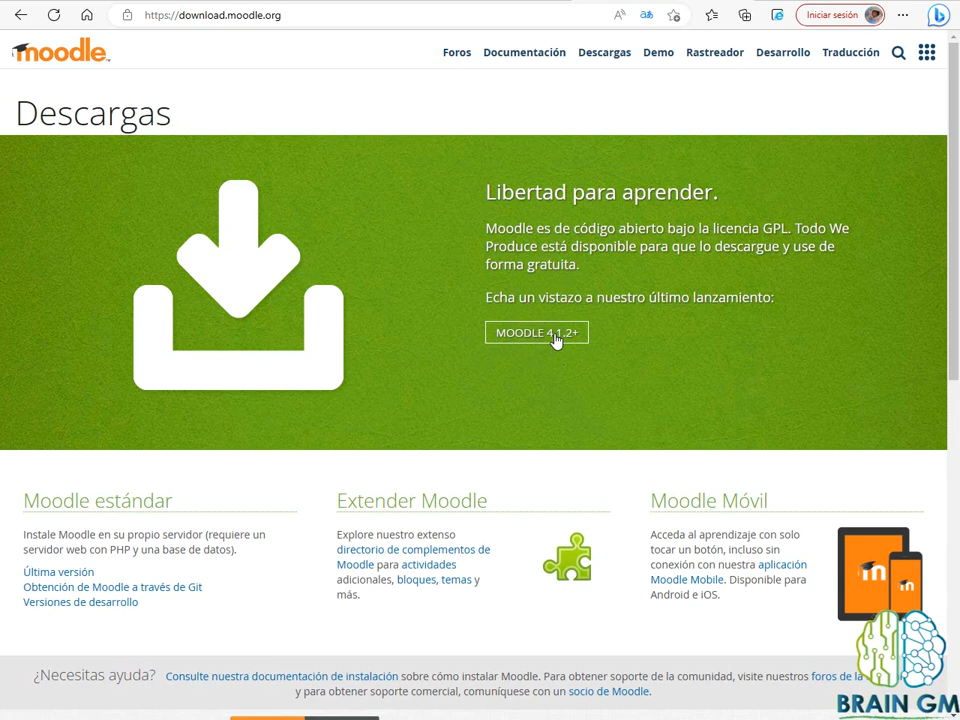 https://download.moodle.org
Iniciar sesión
moodle
Foros Documentación Descargas Demo Rastreador Desarrollo Traducción
Descargas
Libertad para aprender.
Moodle es de código abierto bajo la licencia GPL. Todo We
Produce está disponible para que lo descargue y use de
forma gratuita.
Echa un vistazo a nuestro último lanzamiento:
MOODLE 4.1.2+
Moodle estándar
Instale Moodle en su propio servidor (requiere un
servidor web con PHP y una base de datos).
Última versión
Obtención de Moodle a través de Git
Versiones de desarrollo
Extender Moodle
Explore nuestro extenso
directorio de complementos de
Moodle para actividades
adicionales, bloques, temas y
más.
Moodle Móvil
Acceda al aprendizaje con solo
tocar un botón, incluso sin
conexión con nuestra aplicación
Moodle Mobile. Disponible para
Android e iOS.
m
m
¿Necesitas ayuda? Consulte nuestra documentación de instalación sobre cómo instalar Moodle. Para obtener soporte de la comunidad, visite nuestros foros de la
y para obtener soporte comercial, comuníquese con un socio de Moodle.
BRAIN GM